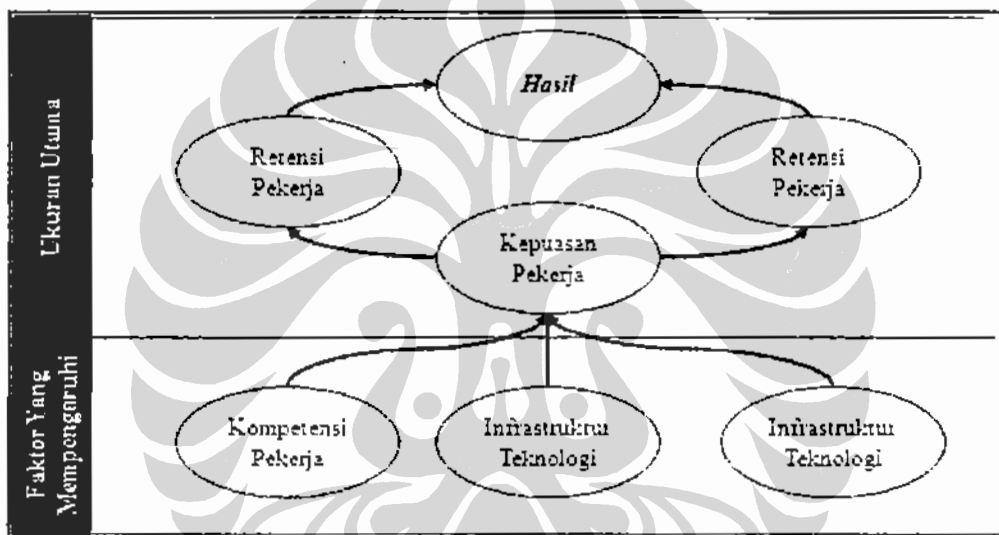 Ukuran Utama
Hasil
Retensi
Pekerja
Retensi
Pekerja
Kepuasan
Pekerja
Faktor Yang
Mempengaruhi
Kompetensi
Pekerja
Infrastruktur
Teknologi
Infrastruktur
Teknologi